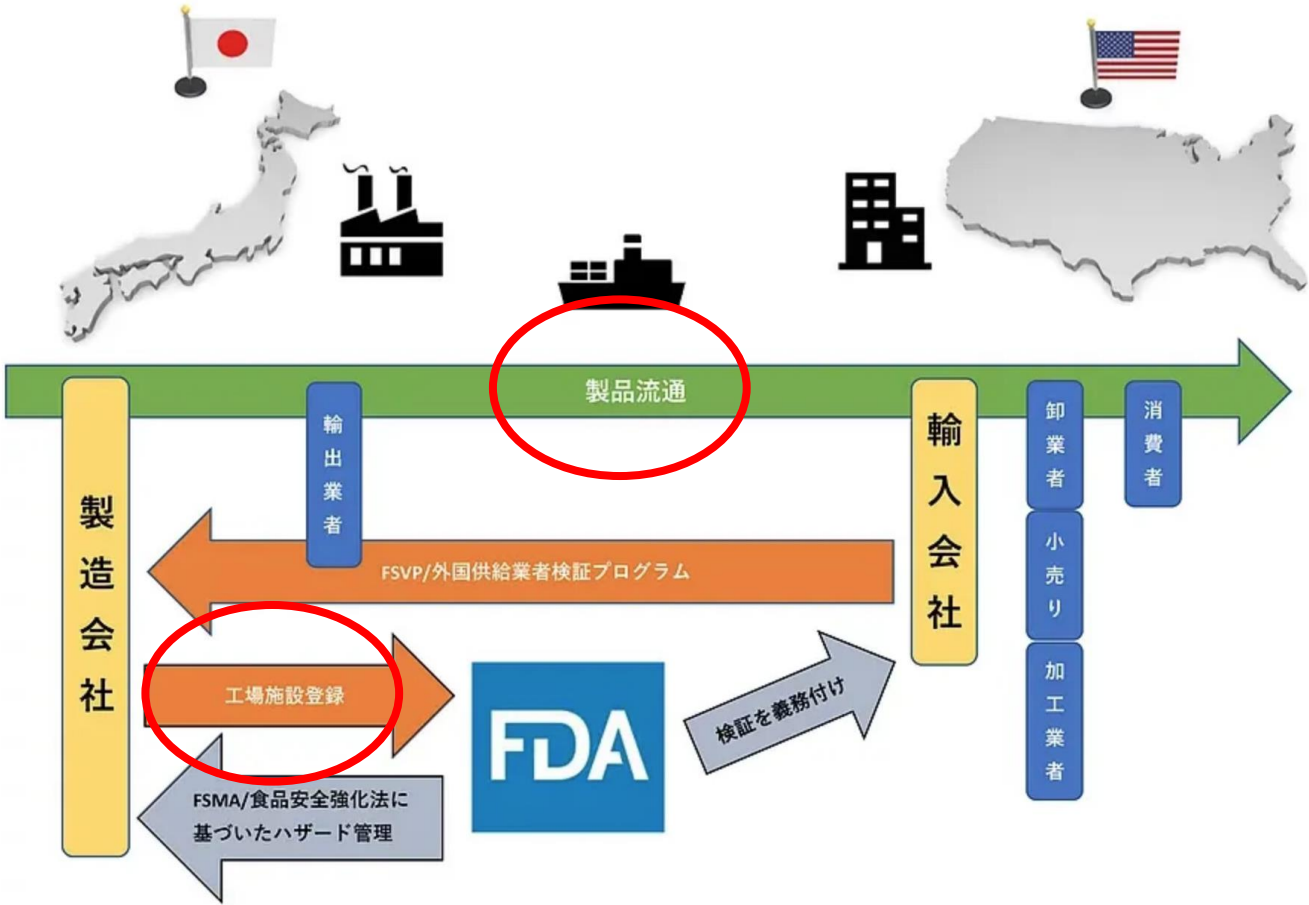 製品流通
製造会社
輸出業者
輸入会社
卸業者
小売り
加工業者
消費者
FSVP/外国供給業者検証プログラム
工場施設登録
FDA
検証を義務付け
FSMA/食品安全強化法に
基づいたハザード管理